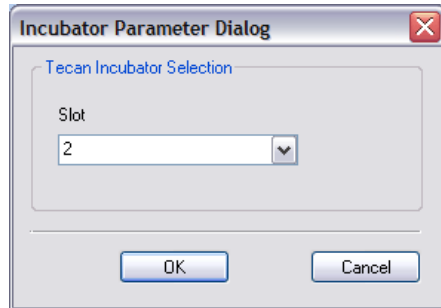 Incubator Parameter Dialog
Tecan Incubator Selection
Slot
2
OK
Cancel